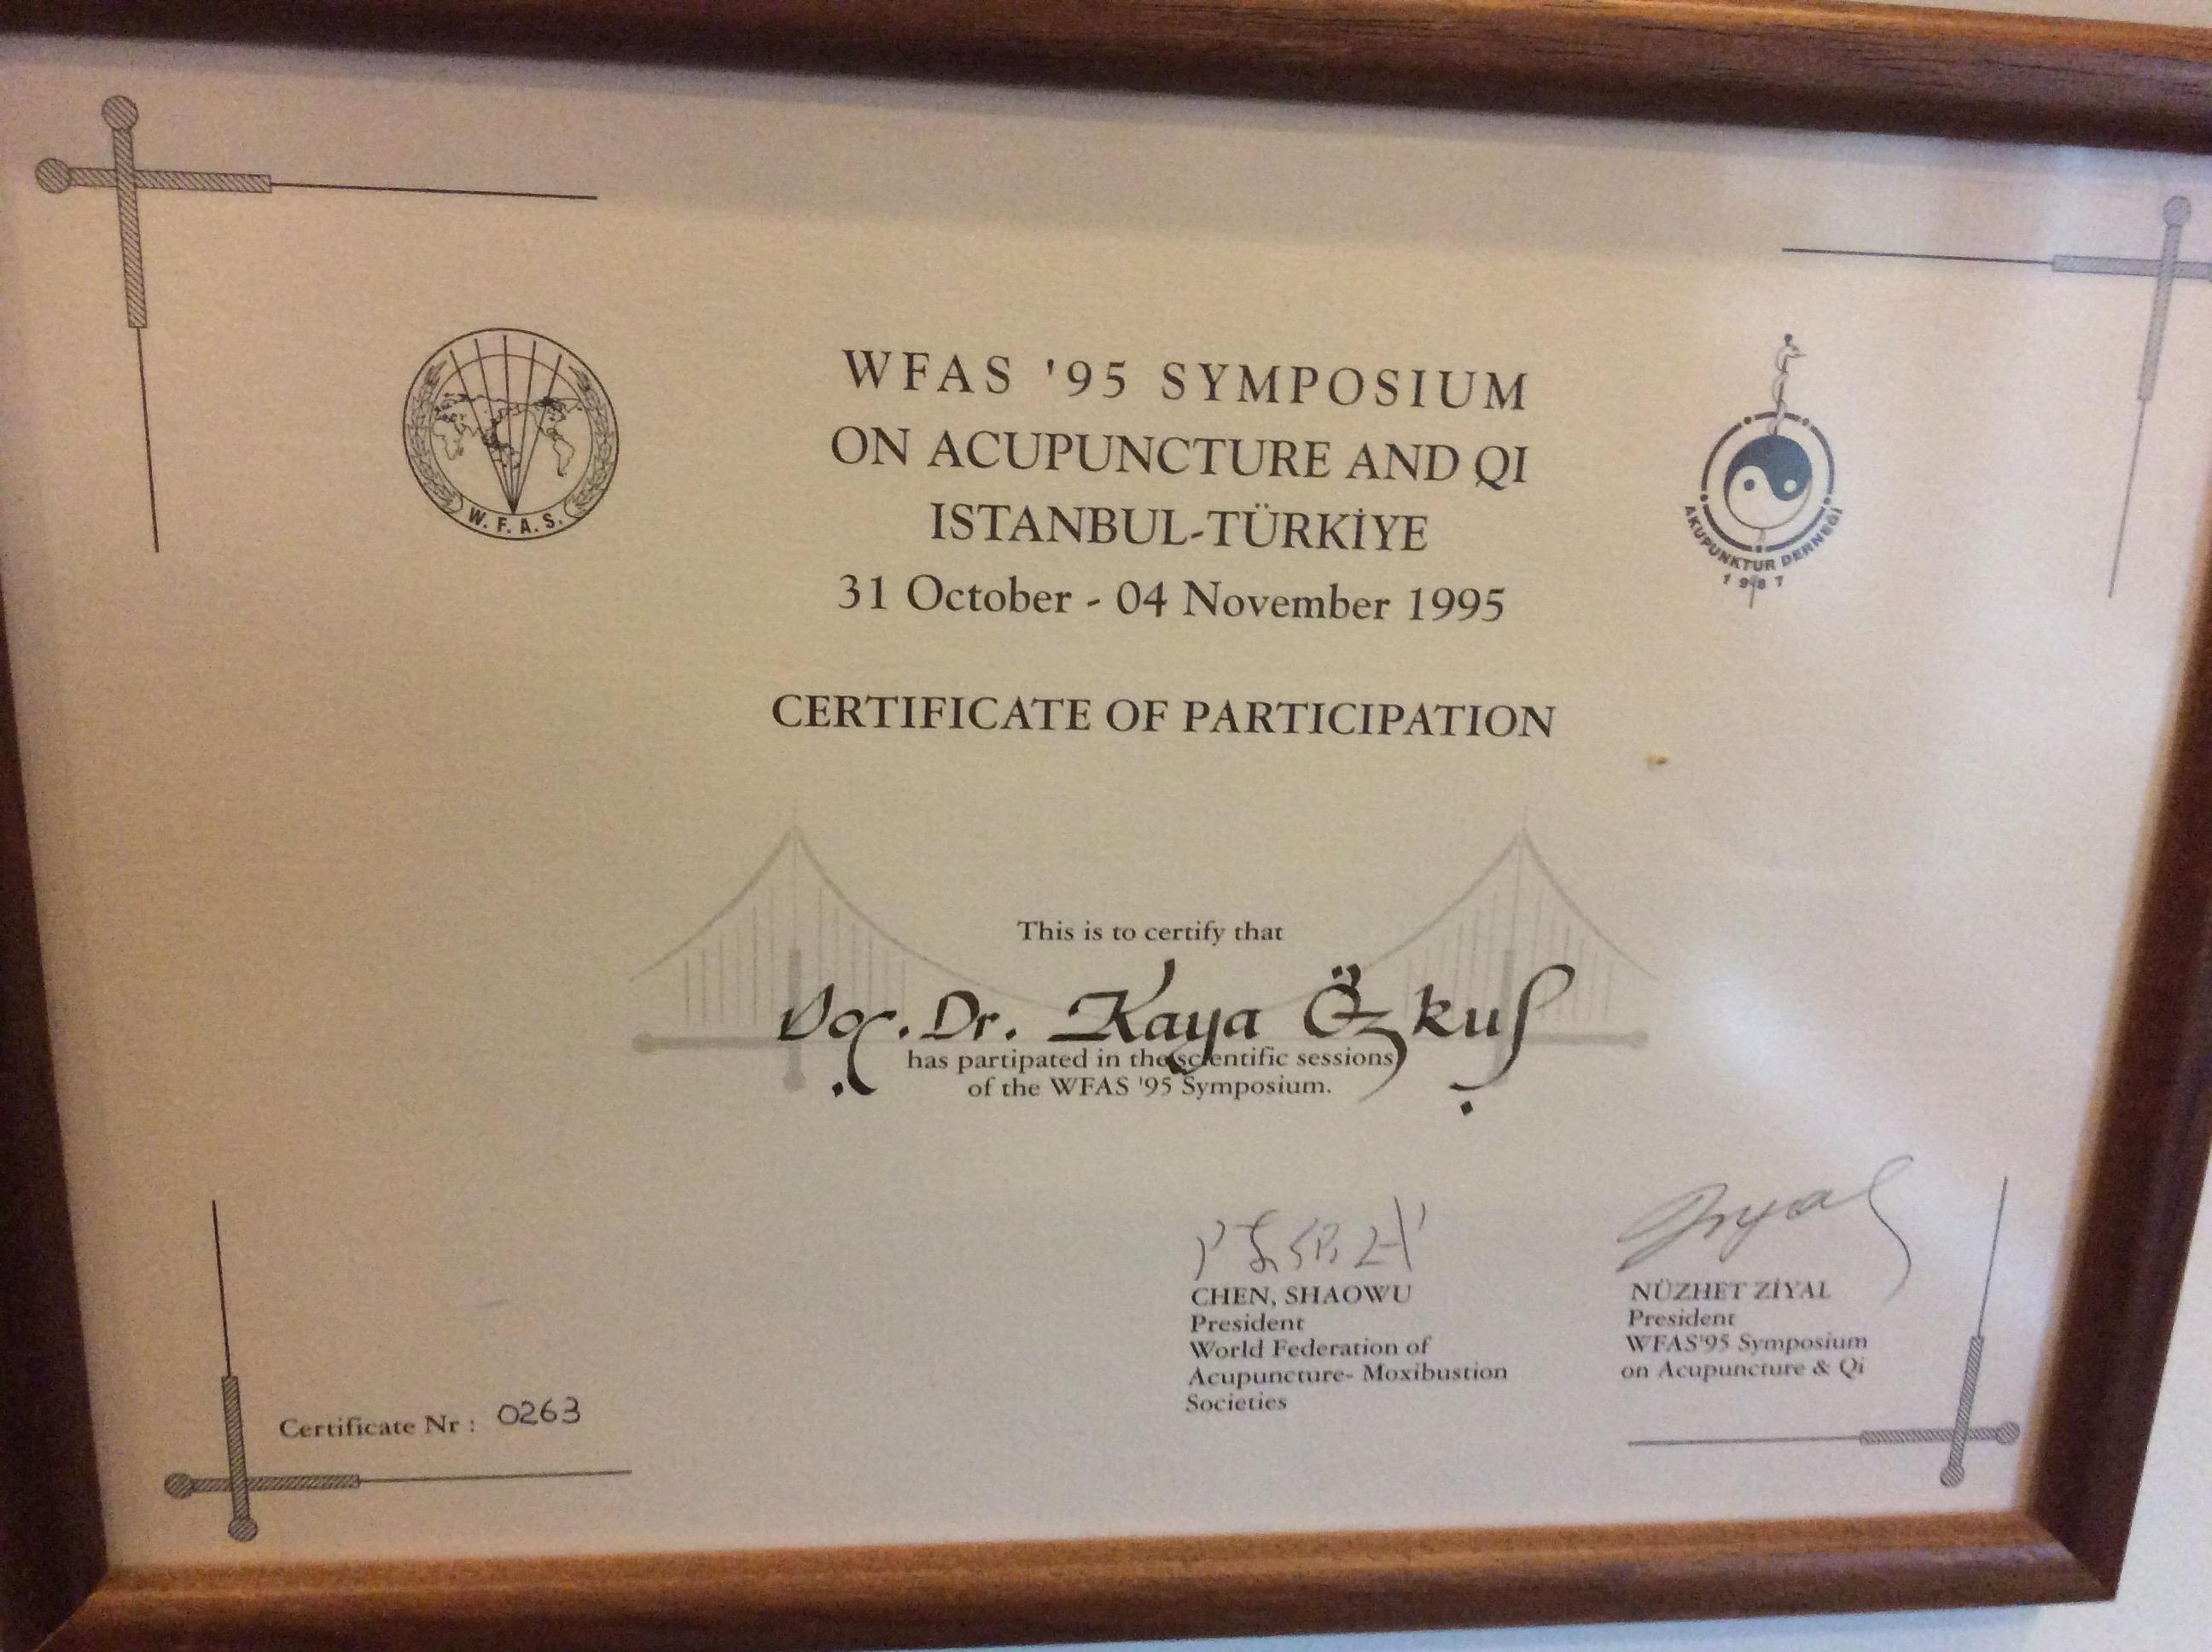 W. F. A. S.
WFAS '95 SYMPOSIUM
ON ACUPUNCTURE AND QI
ISTANBUL-TÜRKİYE
31 October - 04 November 1995
AKUPUNKTUR DERNEĞİ
1987
CERTIFICATE OF PARTICIPATION
This is to certify that
Doç. Dr. Kaya Özkuş
has partipated in the scientific sessions
of the WFAS '95 Symposium.
CHEN, SHAOWU
President
World Federation of
Acupuncture- Moxibustion
Societies
Ziyal
NÜZHET ZİYAL
President
WFAS'95 Symposium
on Acupuncture & Qi
Certificate Nr : 0263